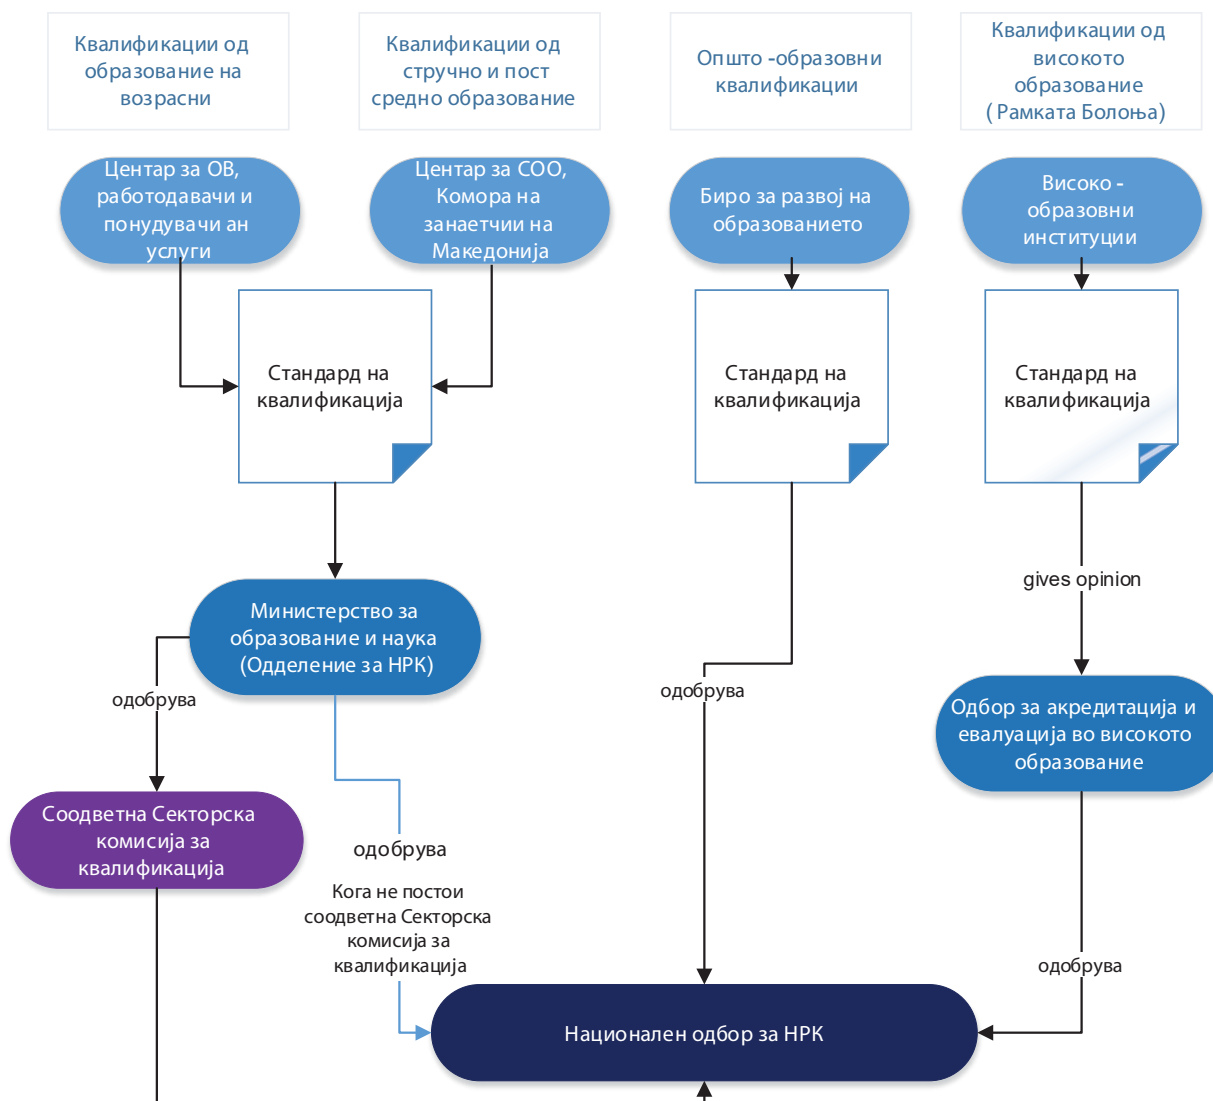 Квалификации од
образование на
возрасни
Квалификации од
стручно и пост
средно образование
Општо -образовни
квалификации
Квалификации од
високото
образование
( Рамката Болоња)
Центар за ОВ,
работодавачи и
понудувачи ан
услуги
Центар за СОО,
Комора на
занаетчии на
Македонија
Биро за развој на
образованието
Високо -
образовни
институции
Стандард на
квалификација
Стандард на
квалификација
Стандард на
квалификација
gives opinion
Министерство за
образование и наука
(Одделение за НРК)
одобрува
одобрува
Одбор за акредитација и
евалуација во високото
образование
Соодветна Секторска
комисија за
квалификација
одобрува
Кога не постои
соодветна Секторска
комисија за
квалификација
одобрува
Национален одбор за НРК